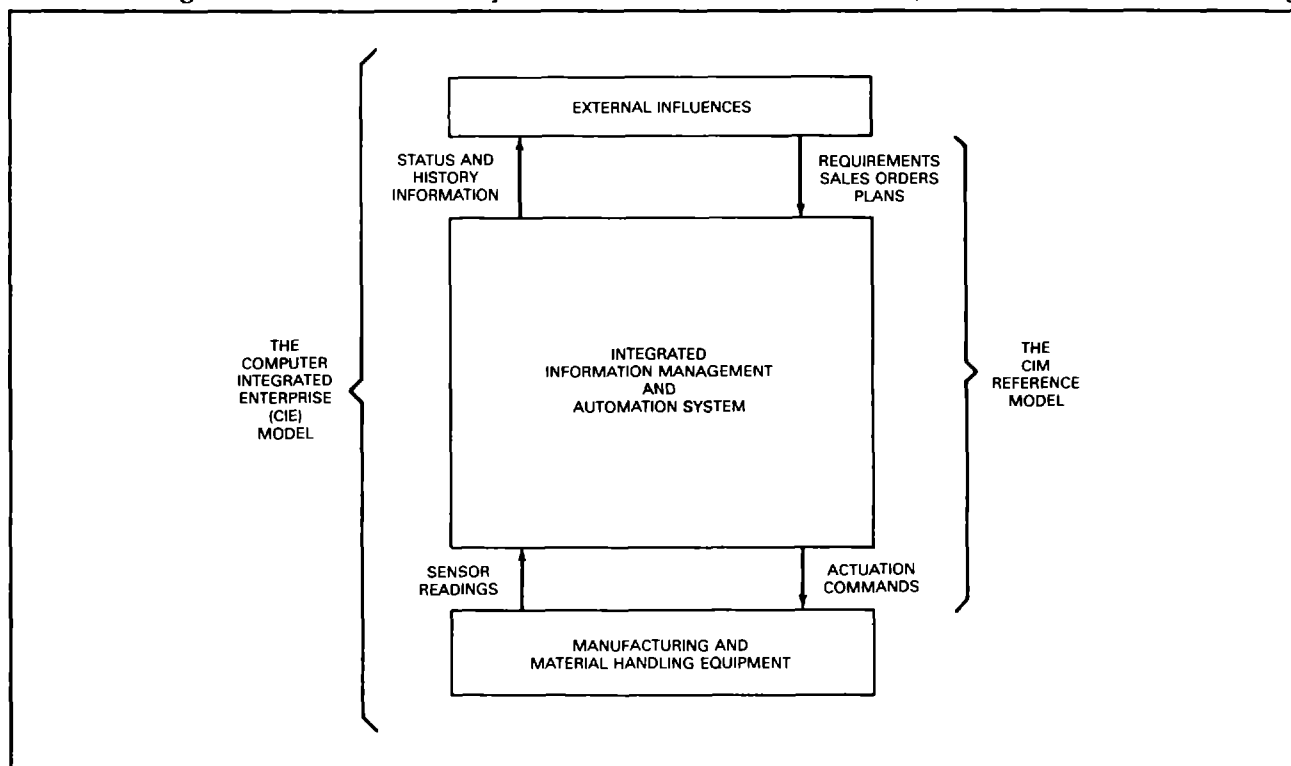 EXTERNAL INFLUENCES
STATUS AND
HISTORY
INFORMATION
REQUIREMENTS
SALES ORDERS
PLANS
THE
COMPUTER
INTEGRATED
ENTERPRISE
(CIE)
MODEL
INTEGRATED
INFORMATION MANAGEMENT
AND
AUTOMATION SYSTEM
THE
CIM
REFERENCE
MODEL
SENSOR
READINGS
ACTUATION
COMMANDS
MANUFACTURING AND
MATERIAL HANDLING EQUIPMENT